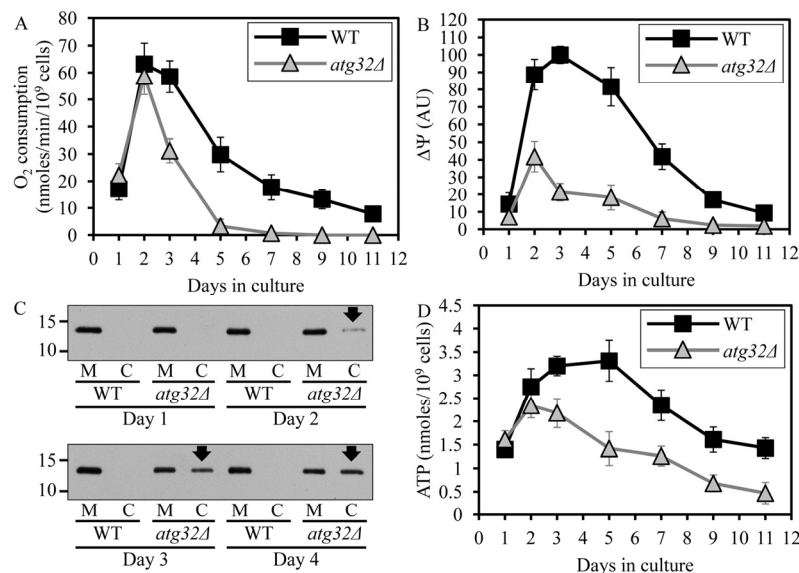 A
80
70
60
50
40
30
20
10
0
O₂ consumption
(nmoles/min/10⁹ cells)
WT
atg32Δ
0 1 2 3 4 5 6 7 8 9 10 11 12
Days in culture
B
120
110
100
90
80
70
60
50
40
30
20
10
0
ΔΨ (AU)
WT
atg32Δ
0 1 2 3 4 5 6 7 8 9 10 11 12
Days in culture
C
15
10
M C M C M C M C
WT atg32Δ WT atg32Δ
Day 1 Day 2
15
10
M C M C M C M C
WT atg32Δ WT atg32Δ
Day 3 Day 4
D
4.5
4
3.5
3
2.5
2
1.5
1
0.5
0
ATP (nmoles/10⁹ cells)
WT
atg32Δ
0 1 2 3 4 5 6 7 8 9 10 11 12
Days in culture